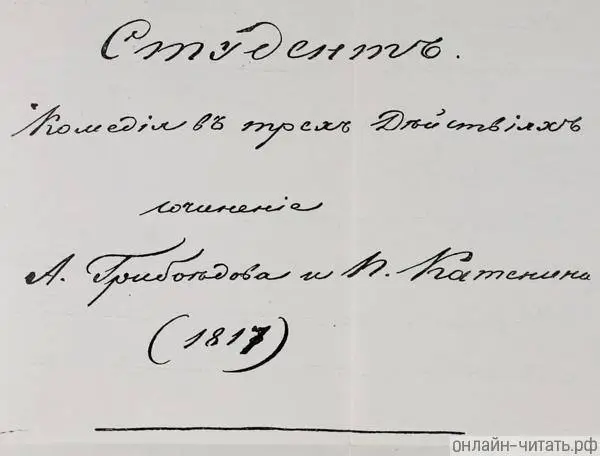 Студентъ.
Комедія въ трехъ Дѣйствіяхъ
сочиненіе
А. Грибоѣдова и П. Катенина
(1817)
онлайн-читать.рф